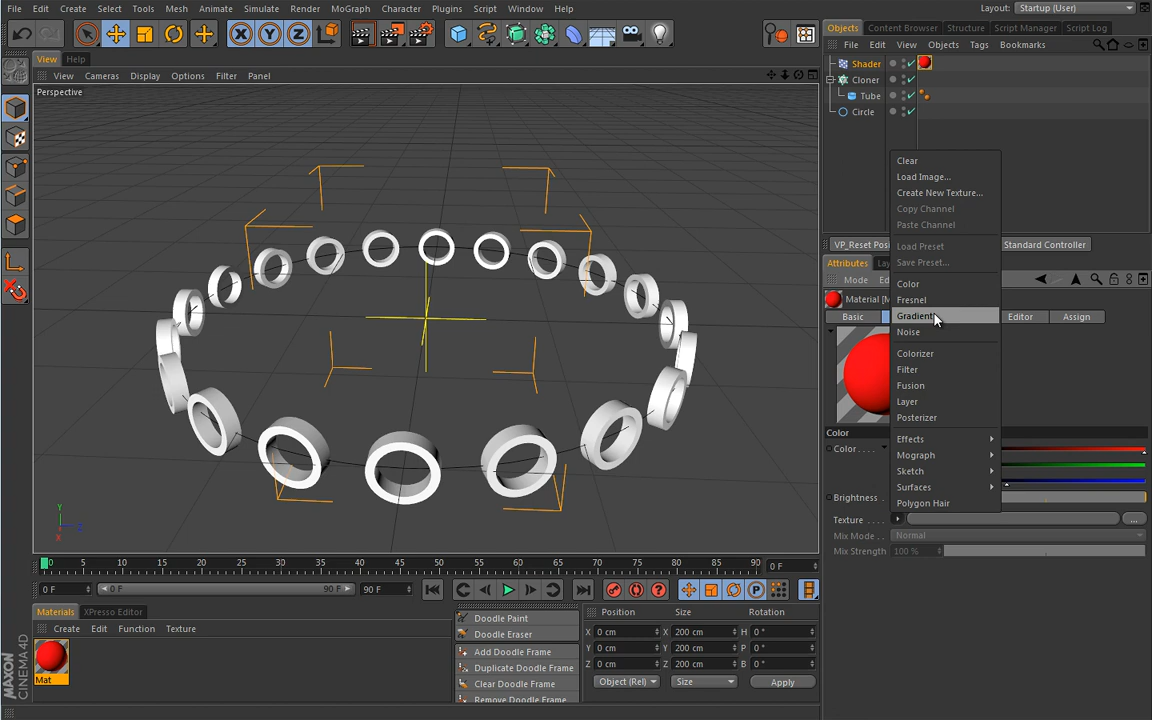 File Edit Create Select Tools Mesh Animate Simulate Render MoGraph Character Plugins Script Window Help
Layout: Startup (User)
View Help
View Cameras Display Options Filter Panel
Perspective
Objects Content Browser Structure Script Manager Script Log
File Edit View Objects Tags Bookmarks
Shader
Cloner
Tube
Circle
Clear
Load Image...
Create New Texture...
Copy Channel
Paste Channel
Load Preset
Save Preset...
Color
Fresnel
Gradient
Noise
Colorizer
Filter
Fusion
Layer
Posterizer
Effects
Mograph
Sketch
Surfaces
Polygon Hair
VP_Reset Posi Standard Controller
Attributes
Mode
Material [M
Basic Editor Assign
Color
Color
Brightness
Texture ...
Mix Mode Normal
Mix Strength 100 %
Y
Z
X
0 5 10 15 20 25 30 35 40 45 50 55 60 65 70 75 80 85 90 0 F
0 F 0 F 90 F 90 F
Materials XPresso Editor
Create Edit Function Texture
Mat
MAXON
CINEMA 4D
Doodle Paint
Doodle Eraser
Add Doodle Frame
Duplicate Doodle Frame
Clear Doodle Frame
Remove Doodle Frame
Position Size Rotation
X 0 cm X 200 cm H 0 °
Y 0 cm Y 200 cm P 0 °
Z 0 cm Z 200 cm B 0 °
Object (Rel) Size Apply